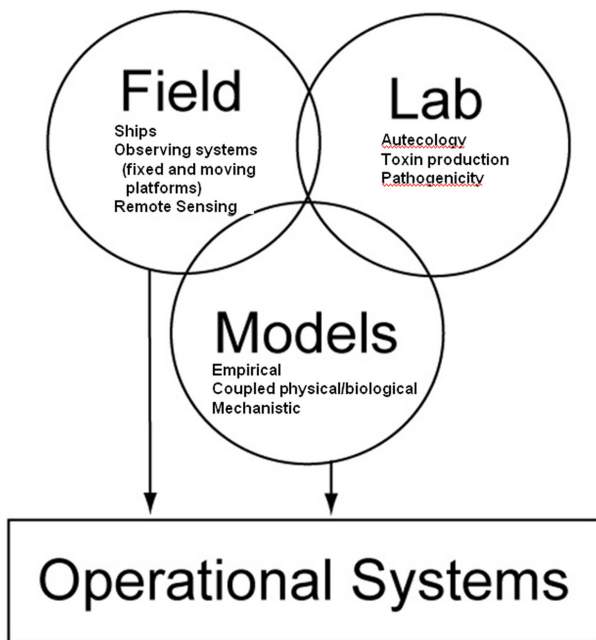 Field
Ships
Observing systems
(fixed and moving
platforms)
Remote Sensing
Lab
Autecology
Toxin production
Pathogenicity
Models
Empirical
Coupled physical/biological
Mechanistic
Operational Systems